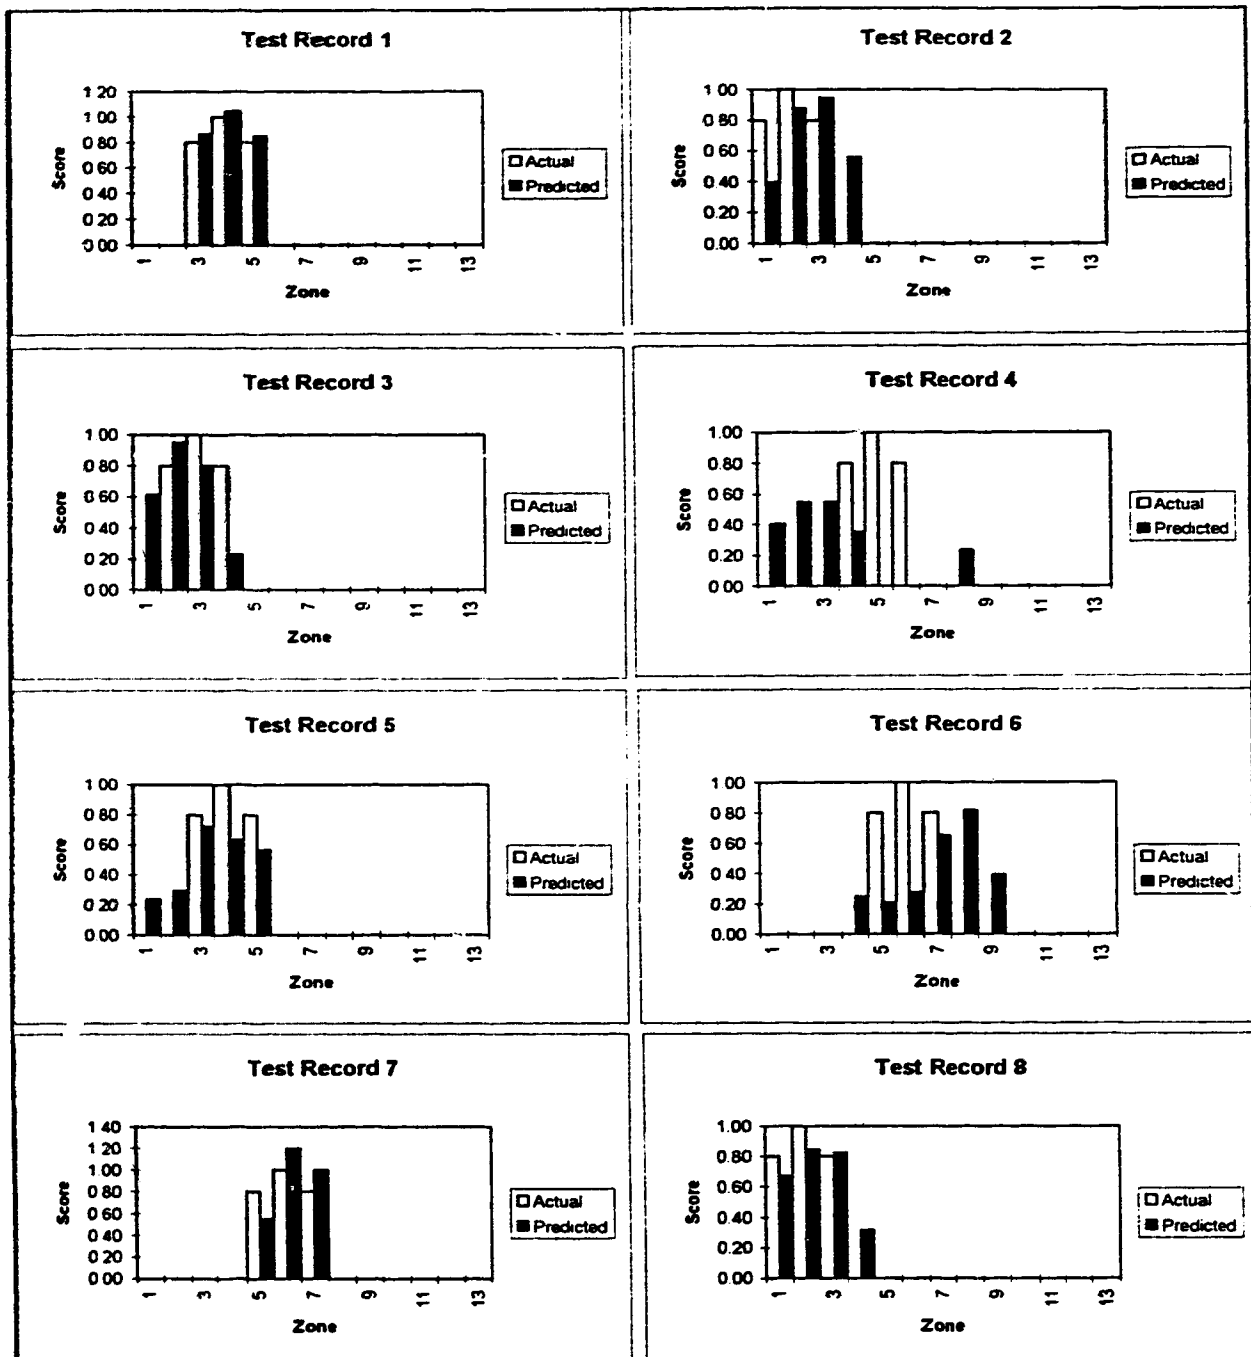 Test Record 1
1 20
1 00
0 80
0 60
0 40
0 20
0 00
Score
1 3 5 7 9 11 13
Zone
Actual
Predicted
Test Record 2
1 00
0 80
0 60
0 40
0 20
0 00
Score
1 3 5 7 9 11 13
Zone
Actual
Predicted
Test Record 3
1 00
0 80
0 60
0 40
0 20
0 00
Score
1 3 5 7 9 11 13
Zone
Actual
Predicted
Test Record 4
1 00
0 80
0 60
0 40
0 20
0 00
Score
1 3 5 7 9 11 13
Zone
Actual
Predicted
Test Record 5
1 00
0 80
0 60
0 40
0 20
0.00
Score
1 3 5 7 9 11 13
Zone
Actual
Predicted
Test Record 6
1 00
0 80
0 60
0 40
0 20
0 00
Score
1 3 5 7 9 11 13
Zone
Actual
Predicted
Test Record 7
1 40
1 20
1 00
0 80
0 60
0 40
0 20
0 00
Score
1 3 5 7 9 11 13
Zone
Actual
Predicted
Test Record 8
1.00
0.80
0.60
0.40
0.20
0.00
Score
1 3 5 7 9 11 13
Zone
Actual
Predicted